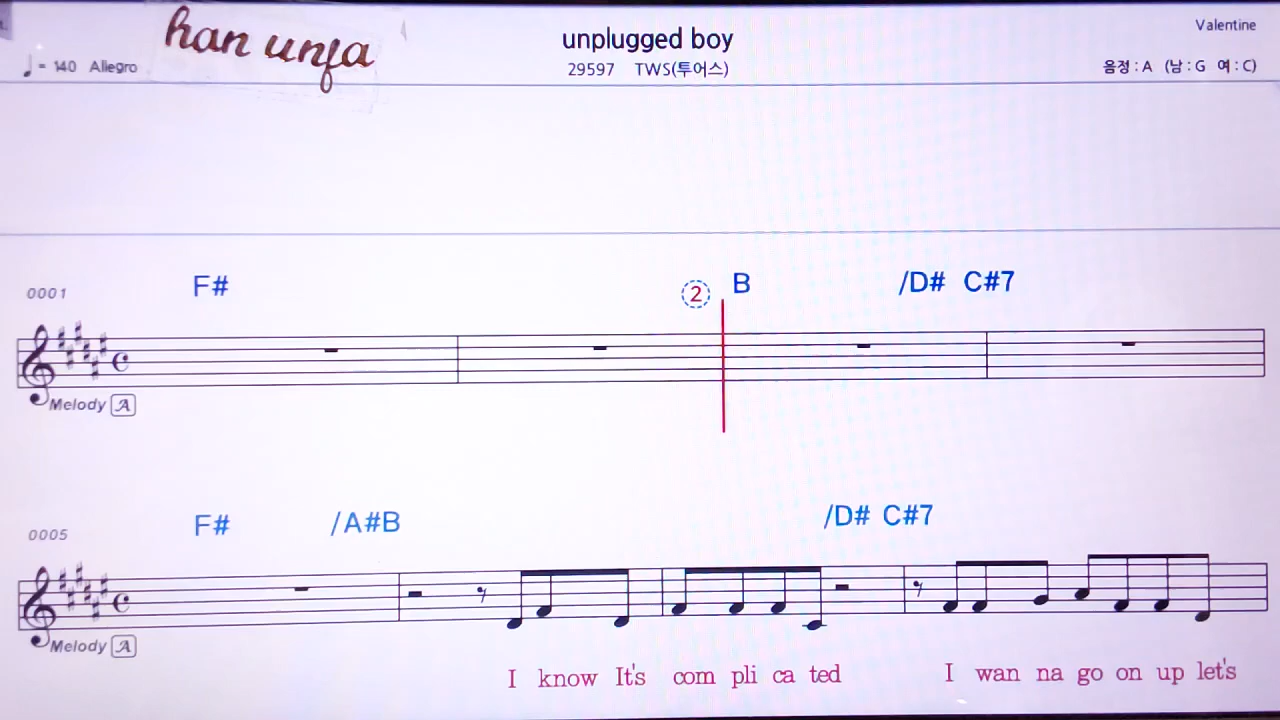 han unfa
unplugged boy
Valentine
♩ = 140 Allegro
29597 TWS(투어스)
음정 : A (남 : G 여 : C)
0001
F#
2
B
/D# C#7
Melody A
0005
F#
/A#B
/D# C#7
Melody A
I know It's com pli ca ted I wan na go on up let's